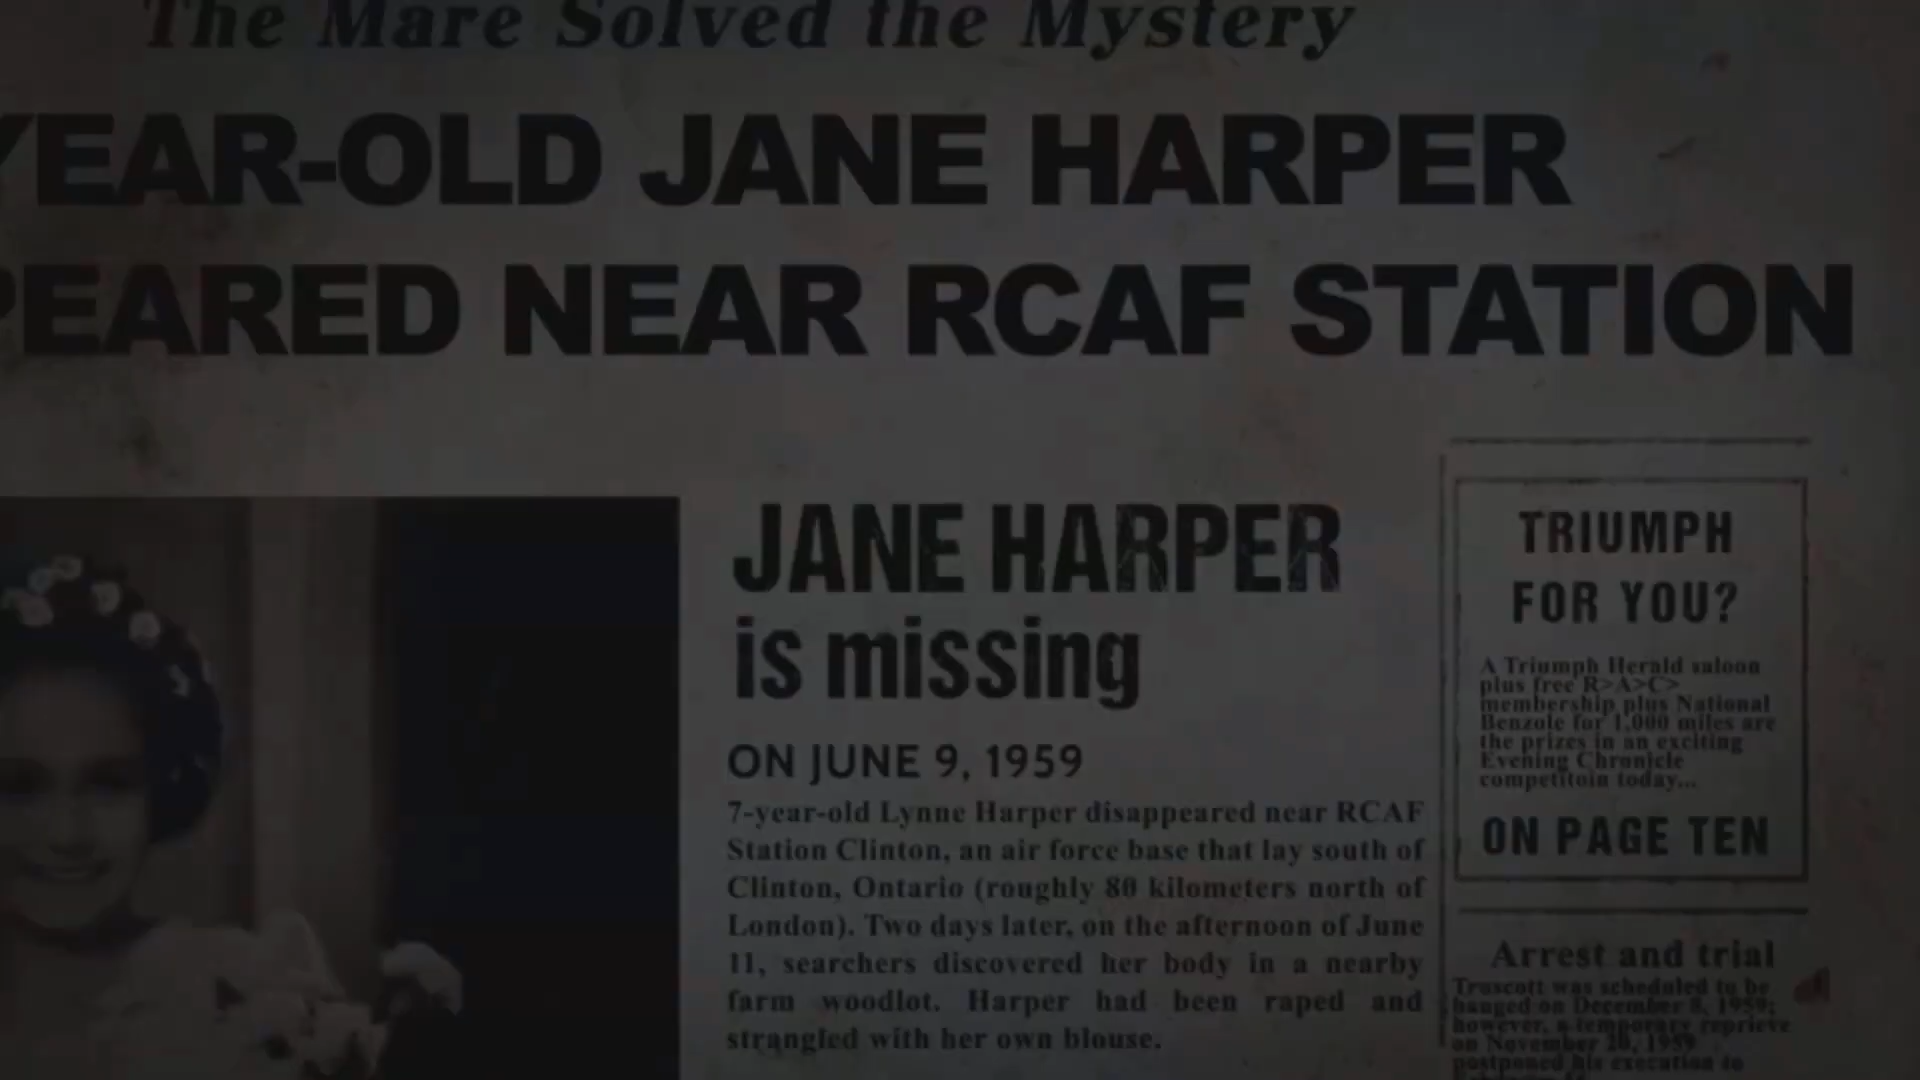 The Mare Solved the Mystery
YEAR-OLD JANE HARPER
PEARED NEAR RCAF STATION
JANE HARPER
is missing
ON JUNE 9, 1959
7-year-old Lynne Harper disappeared near RCAF
Station Clinton, an air force base that lay south of
Clinton, Ontario (roughly 80 kilometers north of
London). Two days later, on the afternoon of June
11, searchers discovered her body in a nearby
farm woodlot. Harper had been raped and
strangled with her own blouse.
TRIUMPH
FOR YOU?
A Triumph Herald saloon
plus free R>A>C>
membership plus National
Benzole for 1,000 miles are
the prizes in an exciting
Evening Chronicle
competitoin today...
ON PAGE TEN
Arrest and trial
Truscott was scheduled to be
hanged on December 8, 1959;
however, a temporary reprieve
on November 20, 1959
postponed his execution to